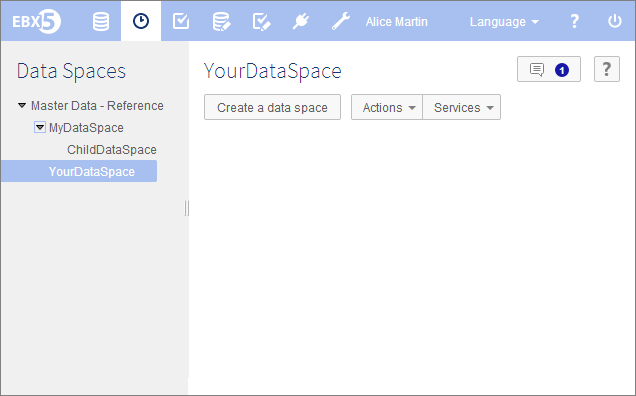 EBX5 Alice Martin Language ?
Data Spaces
Master Data - Reference
MyDataSpace
ChildDataSpace
YourDataSpace
YourDataSpace 1 ?
Create a data space Actions Services